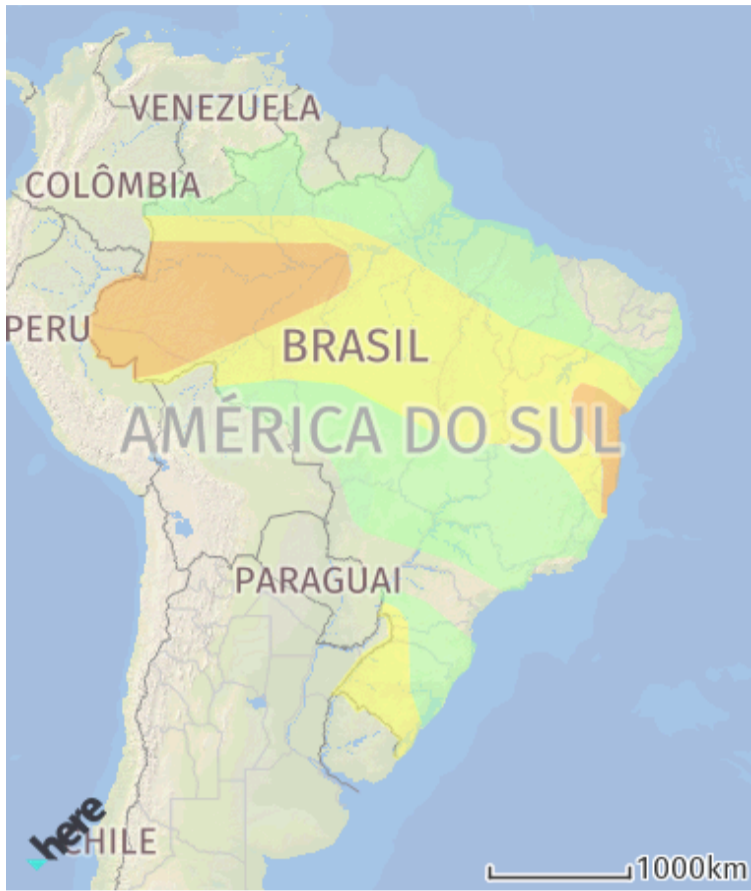 VENEZUELA
COLÔMBIA
PERU
BRASIL
AMÉRICA DO SUL
PARAGUAI
here
CHILE
1000km